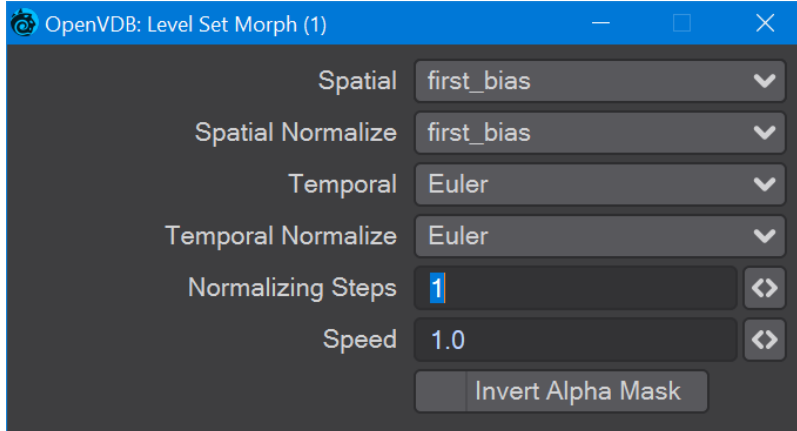 OpenVDB: Level Set Morph (1)
Spatial first_bias
Spatial Normalize first_bias
Temporal Euler
Temporal Normalize Euler
Normalizing Steps 1
Speed 1.0
Invert Alpha Mask